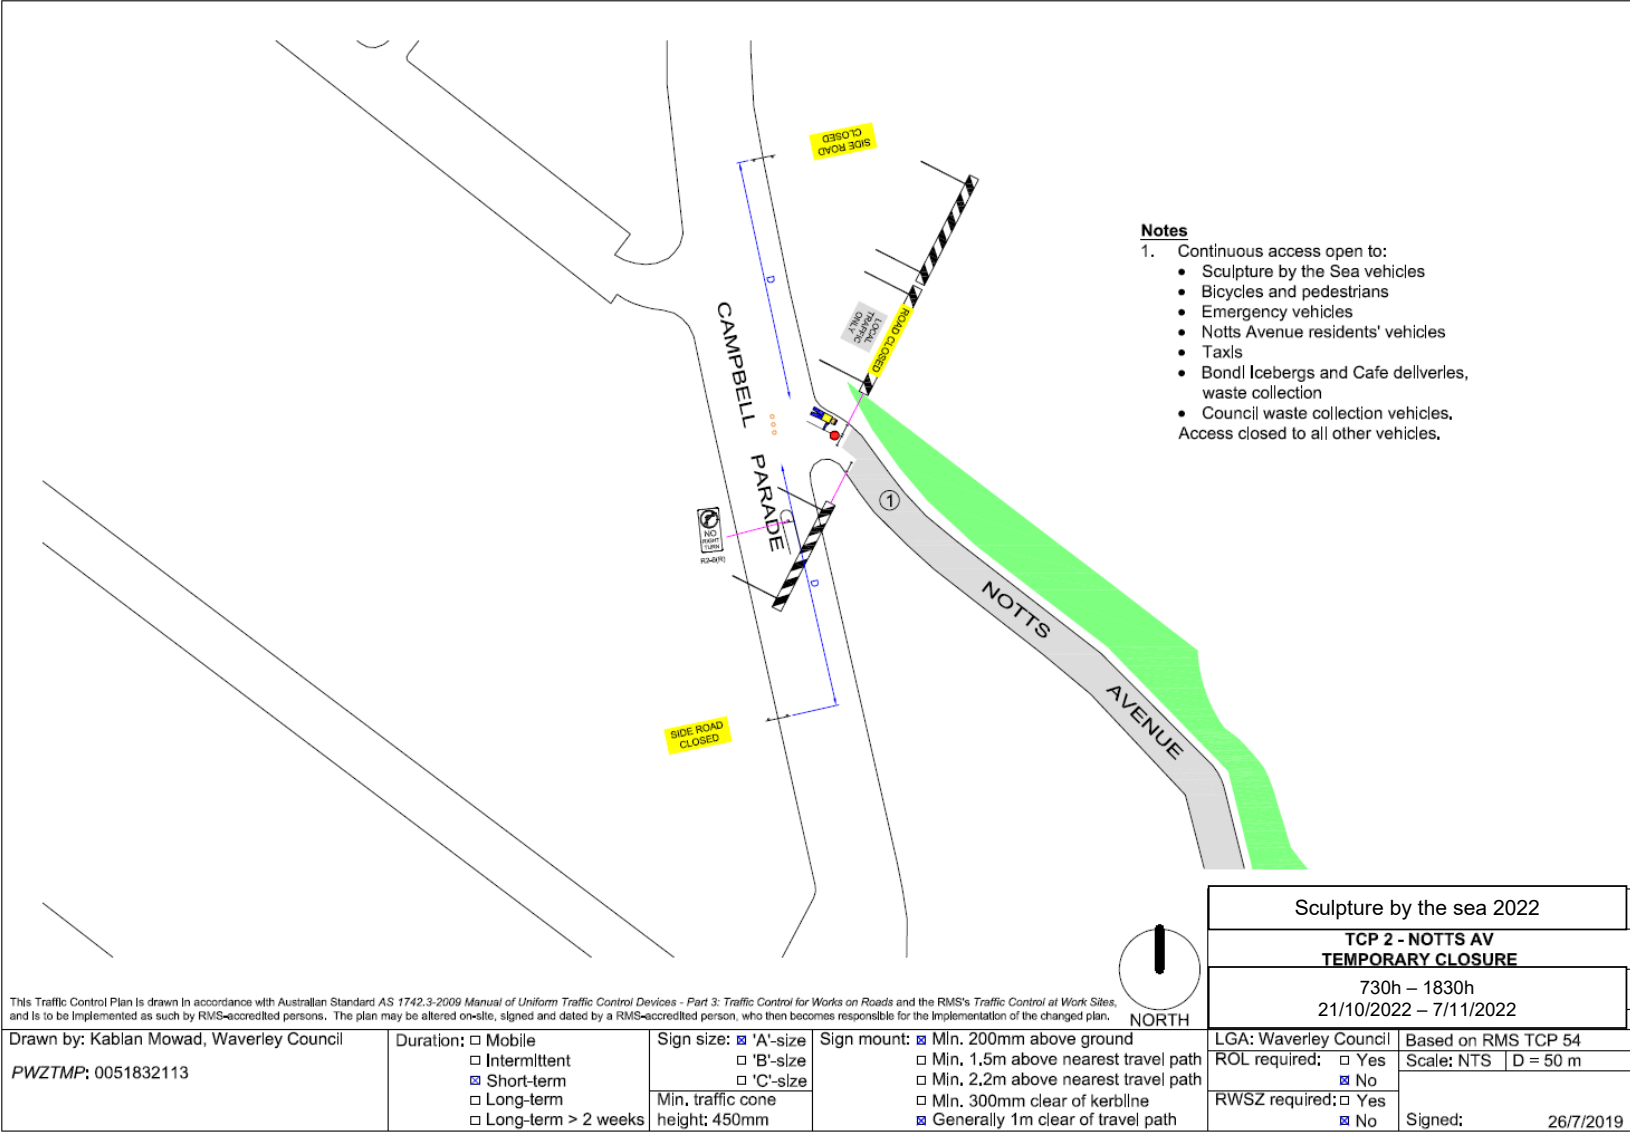 SIDE ROAD
CLOSED
D
CAMPBELL PARADE
LOCAL
TRAFFIC
ONLY
ROAD CLOSED
Notes
1. Continuous access open to:
• Sculpture by the Sea vehicles
• Bicycles and pedestrians
• Emergency vehicles
• Notts Avenue residents' vehicles
• Taxis
• Bondi Icebergs and Cafe deliveries,
waste collection
• Council waste collection vehicles.
Access closed to all other vehicles.
1
NO
RIGHT
TURN
R2-6(R)
D
NOTTS AVENUE
SIDE ROAD
CLOSED
NORTH
Sculpture by the sea 2022
TCP 2 - NOTTS AV
TEMPORARY CLOSURE
730h – 1830h
21/10/2022 – 7/11/2022
This Traffic Control Plan is drawn in accordance with Australian Standard AS 1742.3-2009 Manual of Uniform Traffic Control Devices - Part 3: Traffic Control for Works on Roads and the RMS's Traffic Control at Work Sites,
and is to be implemented as such by RMS-accredited persons. The plan may be altered on-site, signed and dated by a RMS-accredited person, who then becomes responsible for the implementation of the changed plan.
Drawn by: Kablan Mowad, Waverley Council
PWZTMP: 0051832113
Duration: ☐ Mobile
☐ Intermittent
☒ Short-term
☐ Long-term
☐ Long-term > 2 weeks
Sign size: ☒ 'A'-size
☐ 'B'-size
☐ 'C'-size
Min. traffic cone
height: 450mm
Sign mount: ☒ Min. 200mm above ground
☐ Min. 1.5m above nearest travel path
☐ Min. 2.2m above nearest travel path
☐ Min. 300mm clear of kerbline
☒ Generally 1m clear of travel path
LGA: Waverley Council
ROL required: ☐ Yes
☒ No
RWSZ required: ☐ Yes
☒ No
Based on RMS TCP 54
Scale: NTS
D = 50 m
Signed: 26/7/2019